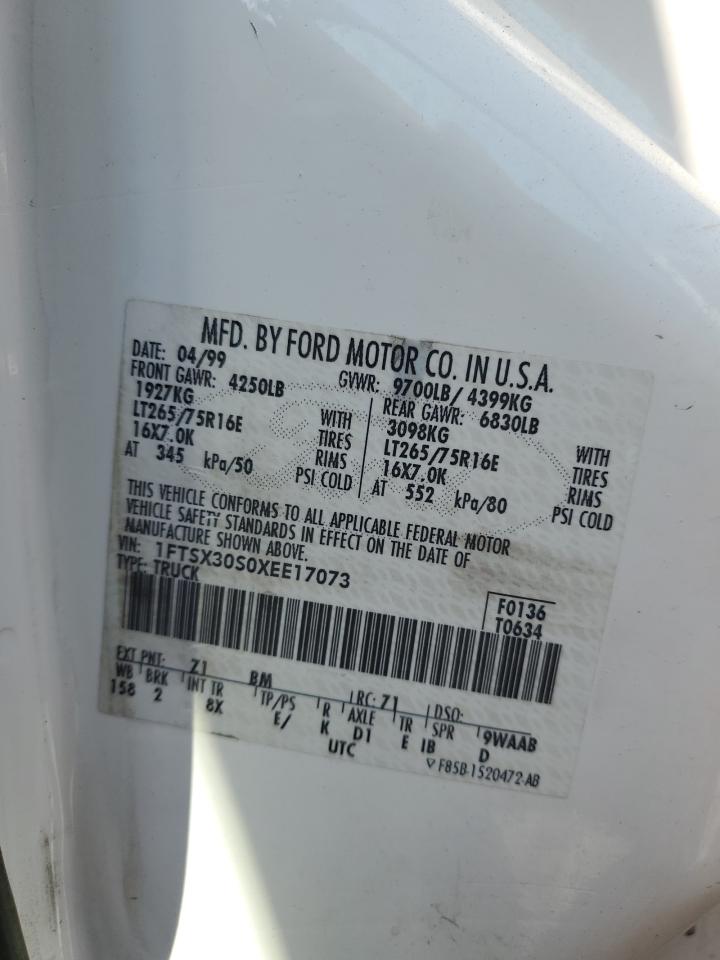 MFD. BY FORD MOTOR CO. IN U.S.A.
DATE: 04/99 GVWR: 9700LB/ 4399KG
FRONT GAWR: 4250LB REAR GAWR: 6830LB
1927KG WITH 3098KG WITH
LT265/75R16E TIRES LT265/75R16E TIRES
16X7.0K RIMS 16X7.0K RIMS
AT 345 kPa/50 PSI COLD AT 552 kPa/80 PSI COLD
THIS VEHICLE CONFORMS TO ALL APPLICABLE FEDERAL MOTOR
VEHICLE SAFETY STANDARDS IN EFFECT ON THE DATE OF
MANUFACTURE SHOWN ABOVE.
VIN: 1FTSX30S0XEE17073
TYPE: TRUCK
F0136
T0634
EXT PNT: Z1 BM RC: Z1 DSO:
WB BRK INT TR TP/PS R AXLE TR SPR 9WAAB
158 2 8X E/ K D1 E IB D
UTC
F85B-1520472-AB